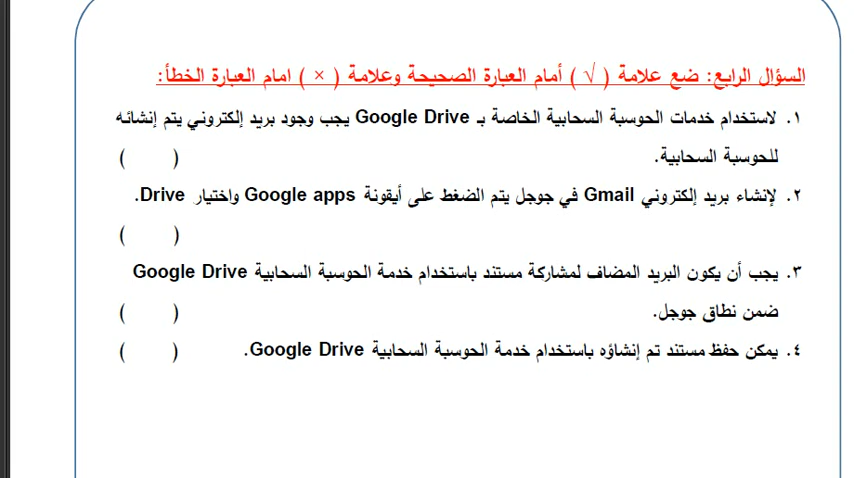 السؤال الرابع: ضع علامة ( √ ) أمام العبارة الصحيحة وعلامة ( × ) امام العبارة الخطأ:
١. لاستخدام خدمات الحوسبة السحابية الخاصة بـ Google Drive يجب وجود بريد إلكتروني يتم إنشائه
للحوسبة السحابية. (     )
٢. لإنشاء بريد إلكتروني Gmail في جوجل يتم الضغط على أيقونة Google apps واختيار Drive.
(     )
٣. يجب أن يكون البريد المضاف لمشاركة مستند باستخدام خدمة الحوسبة السحابية Google Drive
ضمن نطاق جوجل. (     )
٤. يمكن حفظ مستند تم إنشاؤه باستخدام خدمة الحوسبة السحابية Google Drive. (     )